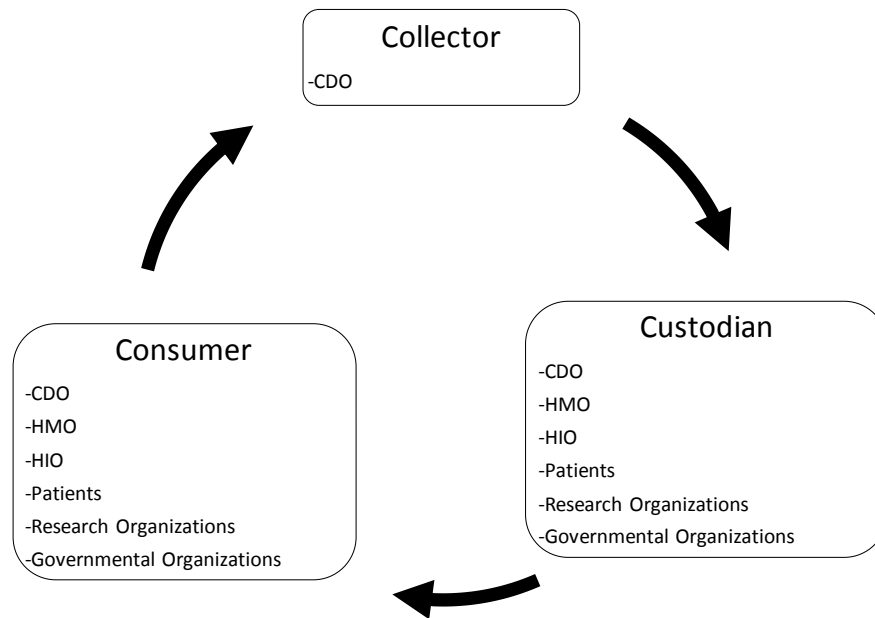 Collector
-CDO
Consumer
-CDO
-HMO
-HIO
-Patients
-Research Organizations
-Governmental Organizations
Custodian
-CDO
-HMO
-HIO
-Patients
-Research Organizations
-Governmental Organizations